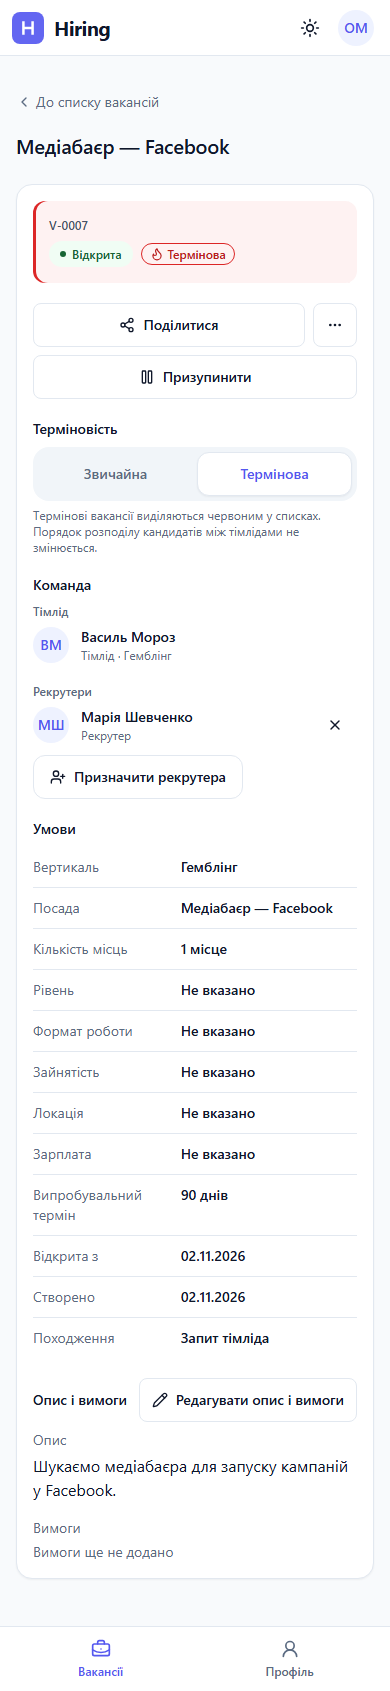 H Hiring
ОМ
До списку вакансій
Медіабаєр — Facebook
V-0007
Відкрита
Термінова
Поділитися
Призупинити
Терміновість
Звичайна
Термінова
Термінові вакансії виділяються червоним у списках.
Порядок розподілу кандидатів між тімлідами не
змінюється.
Команда
Тімлід
ВМ
Василь Мороз
Тімлід · Гемблінг
Рекрутери
МШ
Марія Шевченко
Рекрутер
Призначити рекрутера
Умови
Вертикаль Гемблінг
Посада Медіабаєр — Facebook
Кількість місць 1 місце
Рівень Не вказано
Формат роботи Не вказано
Зайнятість Не вказано
Локація Не вказано
Зарплата Не вказано
Випробувальний 90 днів
термін
Відкрита з 02.11.2026
Створено 02.11.2026
Походження Запит тімліда
Опис і вимоги
Редагувати опис і вимоги
Опис
Шукаємо медіабаєра для запуску кампаній
у Facebook.
Вимоги
Вимоги ще не додано
Вакансії
Профіль